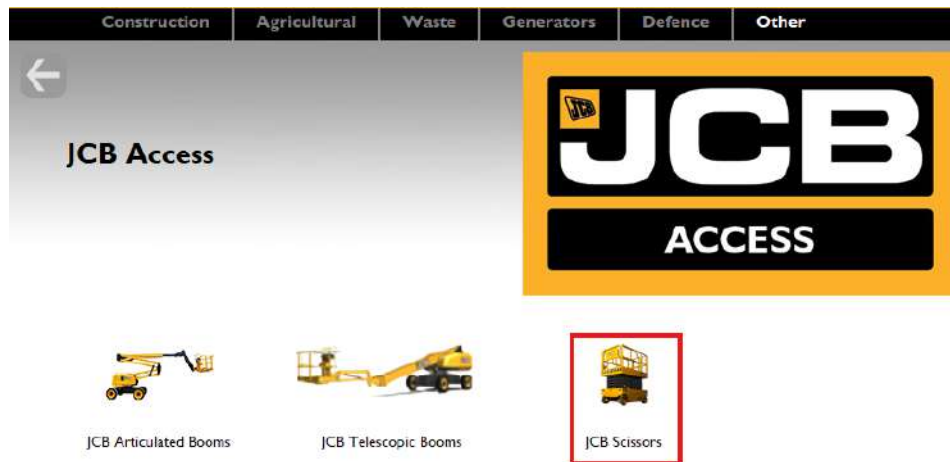 Construction Agricultural Waste Generators Defence Other
JCB Access
JCB
JCB
ACCESS
JCB Articulated Booms JCB Telescopic Booms JCB Scissors